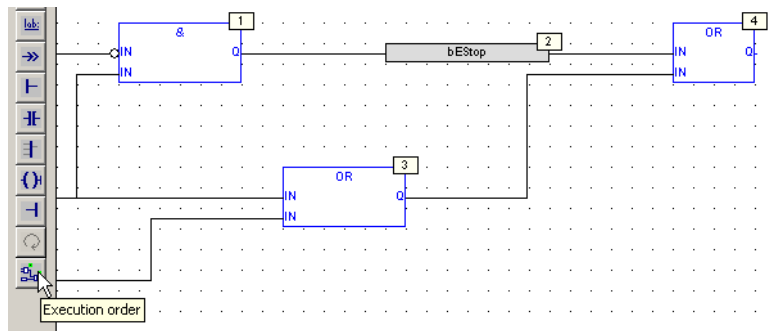 lab:
1
&
IN
Q
IN
bEStop
2
4
OR
IN
Q
IN
3
OR
IN
Q
IN
Execution order